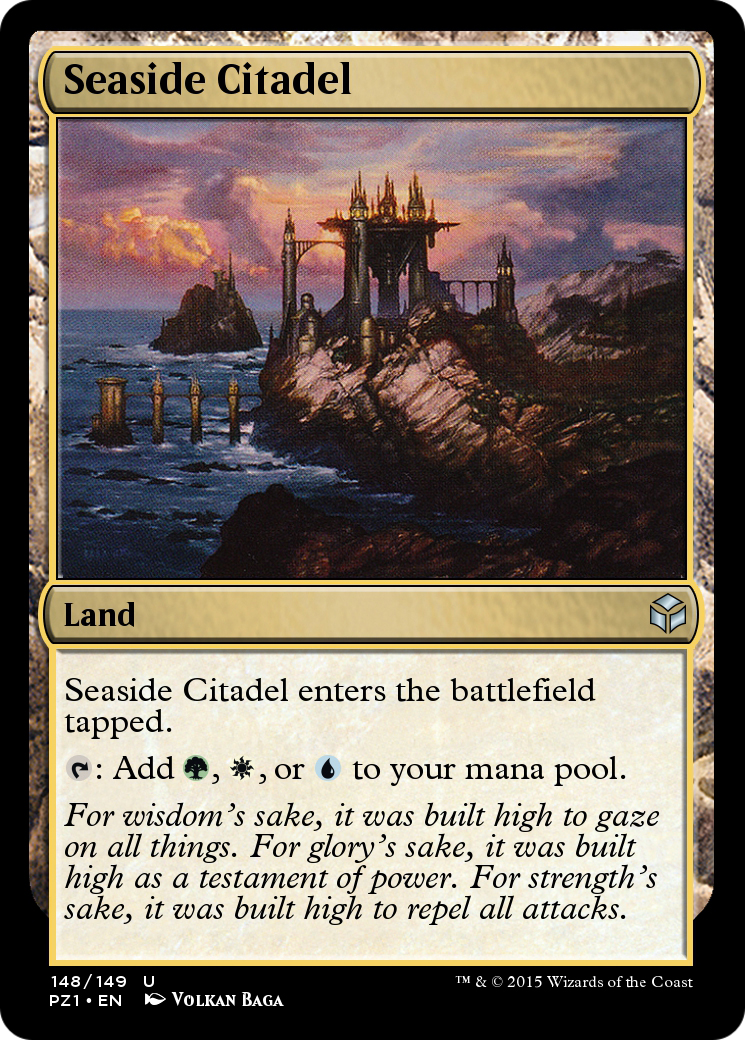 Seaside Citadel
Land
Seaside Citadel enters the battlefield
tapped.
: Add , , or to your mana pool.
For wisdom's sake, it was built high to gaze
on all things. For glory's sake, it was built
high as a testament of power. For strength's
sake, it was built high to repel all attacks.
148/149 U
PZ1 • EN VOLKAN BAGA
™ & © 2015 Wizards of the Coast